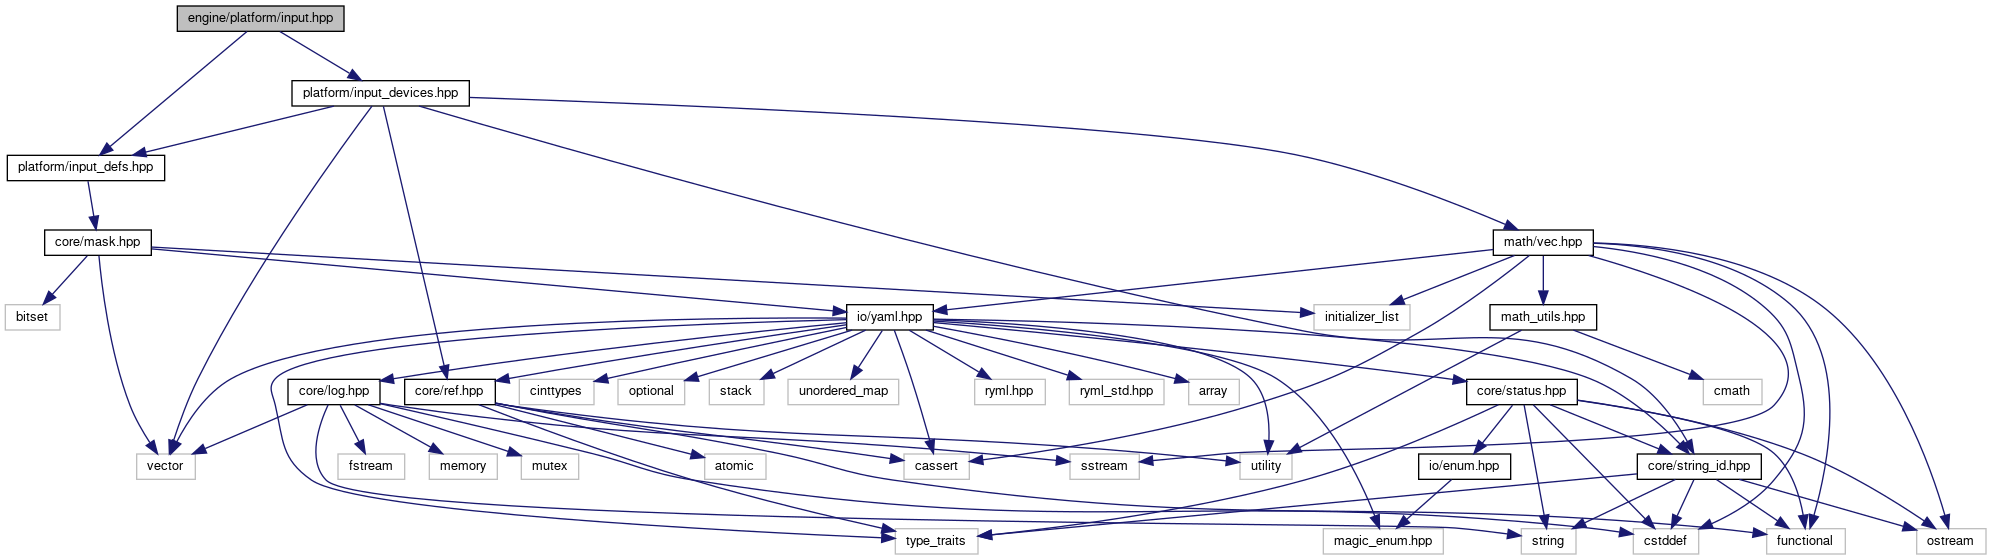 engine/platform/input.hpp
platform/input_devices.hpp
platform/input_defs.hpp
core/mask.hpp
math/vec.hpp
bitset
io/yaml.hpp
initializer_list
math_utils.hpp
core/log.hpp
core/ref.hpp
cinttypes
optional
stack
unordered_map
ryml.hpp
ryml_std.hpp
array
core/status.hpp
cmath
vector
fstream
memory
mutex
atomic
cassert
sstream
utility
io/enum.hpp
core/string_id.hpp
type_traits
magic_enum.hpp
string
cstddef
functional
ostream